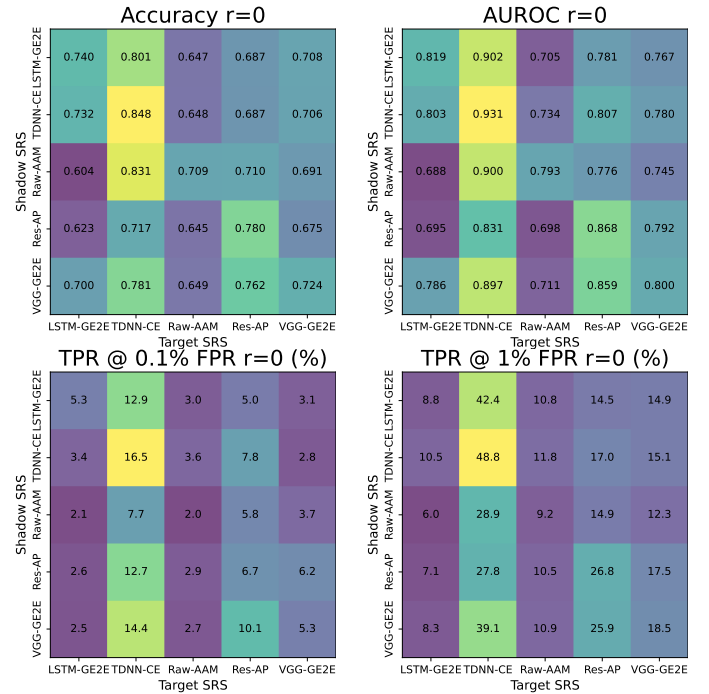 Accuracy r=0
AUROC r=0
Shadow SRS
LSTM-GE2E
0.740 0.801 0.647 0.687 0.708
TDNN-CE
0.732 0.848 0.648 0.687 0.706
Raw-AAM
0.604 0.831 0.709 0.710 0.691
Res-AP
0.623 0.717 0.645 0.780 0.675
VGG-GE2E
0.700 0.781 0.649 0.762 0.724
LSTM-GE2E TDNN-CE Raw-AAM Res-AP VGG-GE2E
Target SRS
Shadow SRS
LSTM-GE2E
0.819 0.902 0.705 0.781 0.767
TDNN-CE
0.803 0.931 0.734 0.807 0.780
Raw-AAM
0.688 0.900 0.793 0.776 0.745
Res-AP
0.695 0.831 0.698 0.868 0.792
VGG-GE2E
0.786 0.897 0.711 0.859 0.800
LSTM-GE2E TDNN-CE Raw-AAM Res-AP VGG-GE2E
Target SRS
TPR @ 0.1% FPR r=0 (%)
TPR @ 1% FPR r=0 (%)
Shadow SRS
LSTM-GE2E
5.3 12.9 3.0 5.0 3.1
TDNN-CE
3.4 16.5 3.6 7.8 2.8
Raw-AAM
2.1 7.7 2.0 5.8 3.7
Res-AP
2.6 12.7 2.9 6.7 6.2
VGG-GE2E
2.5 14.4 2.7 10.1 5.3
LSTM-GE2E TDNN-CE Raw-AAM Res-AP VGG-GE2E
Target SRS
Shadow SRS
LSTM-GE2E
8.8 42.4 10.8 14.5 14.9
TDNN-CE
10.5 48.8 11.8 17.0 15.1
Raw-AAM
6.0 28.9 9.2 14.9 12.3
Res-AP
7.1 27.8 10.5 26.8 17.5
VGG-GE2E
8.3 39.1 10.9 25.9 18.5
LSTM-GE2E TDNN-CE Raw-AAM Res-AP VGG-GE2E
Target SRS